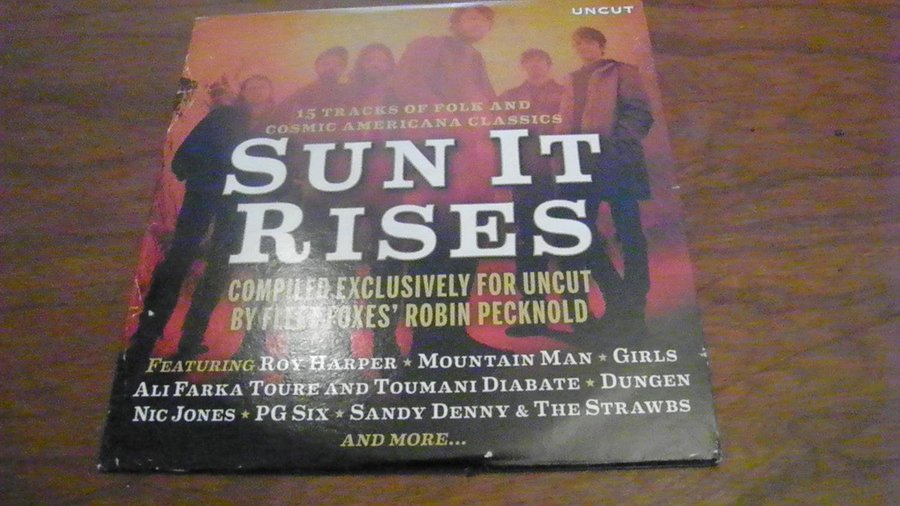 UNCUT
15 TRACKS OF FOLK AND
COSMIC AMERICANA CLASSICS
SUN IT
RISES
COMPILED EXCLUSIVELY FOR UNCUT
BY FLEET FOXES' ROBIN PECKNOLD
FEATURING ROY HARPER ★ MOUNTAIN MAN ★ GIRLS
ALI FARKA TOURE AND TOUMANI DIABATE ★ DUNGEN
NIC JONES ★ PG SIX ★ SANDY DENNY & THE STRAWBS
AND MORE...